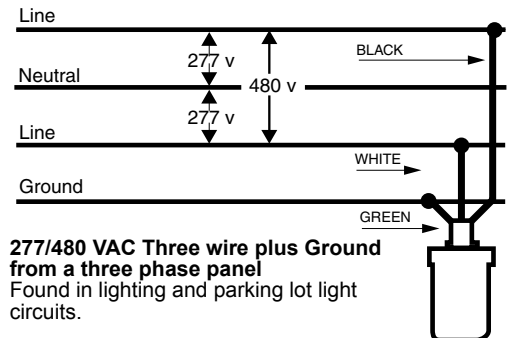 Line
BLACK
277 v
480 v
Neutral
277 v
Line
WHITE
Ground
GREEN
277/480 VAC Three wire plus Ground
from a three phase panel
Found in lighting and parking lot light
circuits.